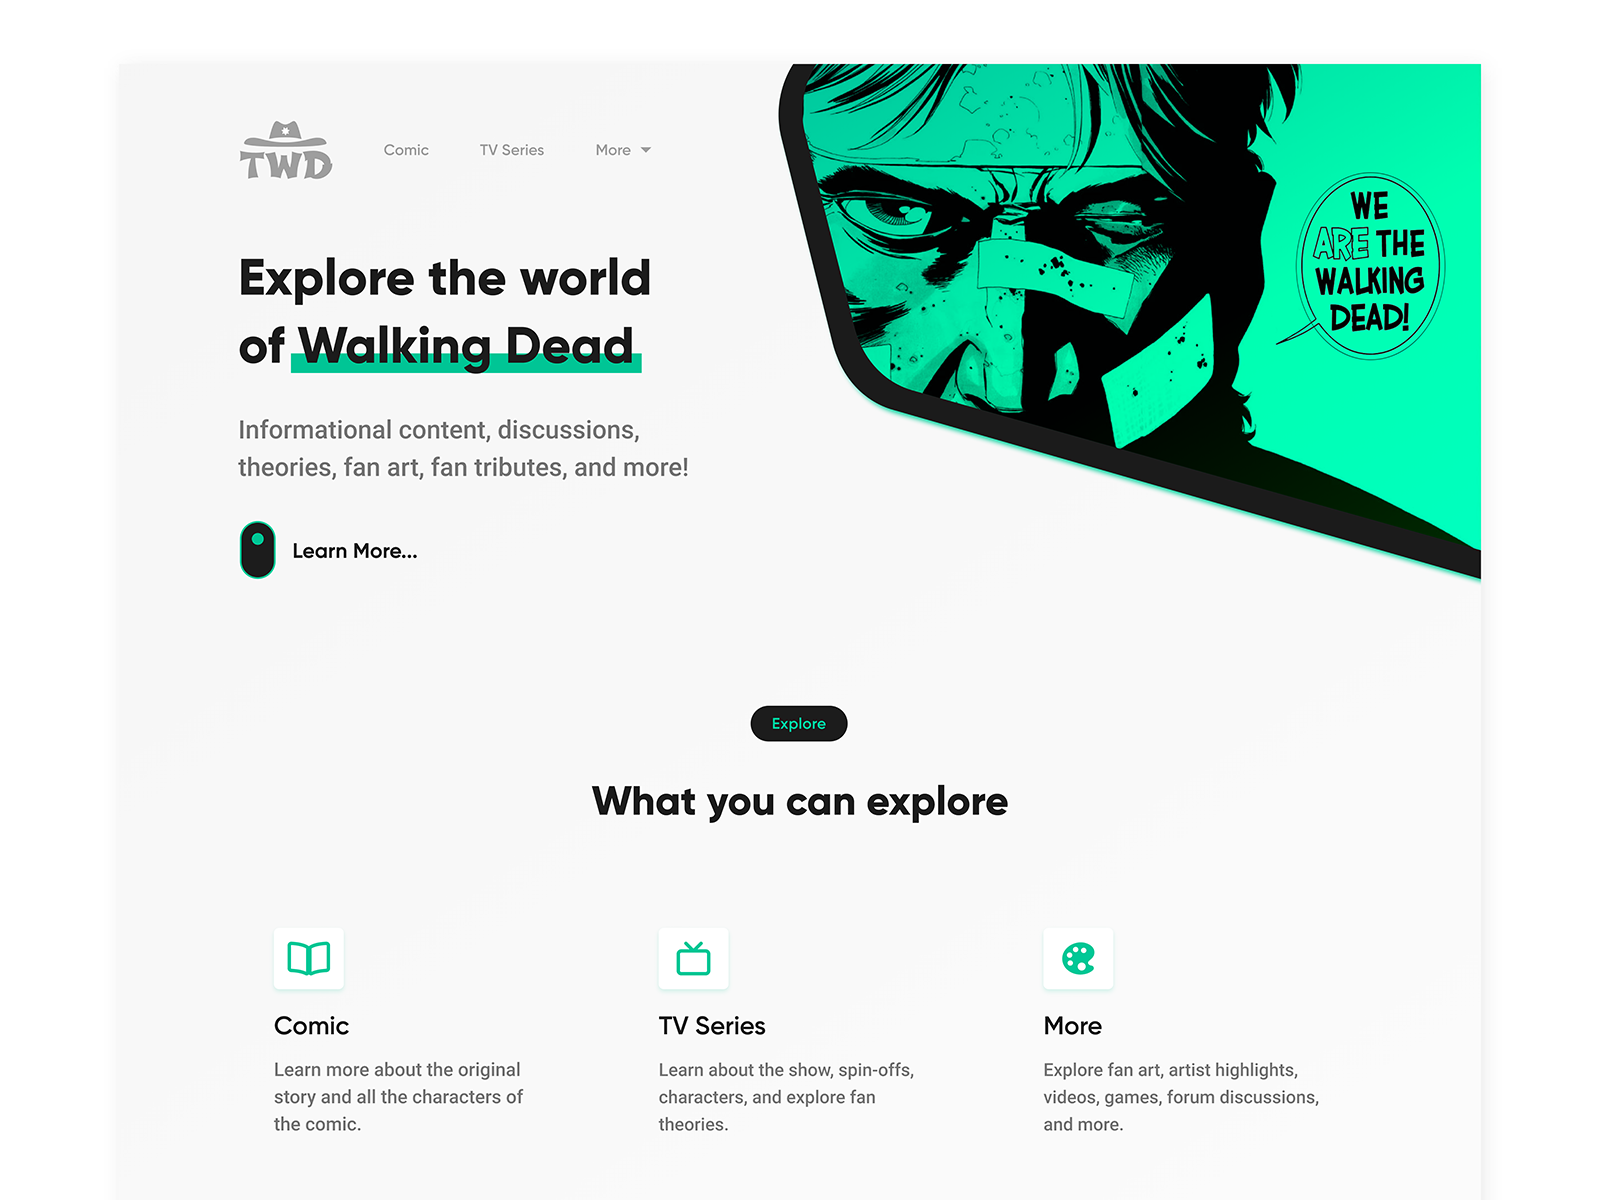 TWD
Comic
TV Series
More
WE
ARE THE
WALKING
DEAD!
Explore the world
of Walking Dead
Informational content, discussions,
theories, fan art, fan tributes, and more!
Learn More...
Explore
What you can explore
Comic
Learn more about the original
story and all the characters of
the comic.
TV Series
Learn about the show, spin-offs,
characters, and explore fan
theories.
More
Explore fan art, artist highlights,
videos, games, forum discussions,
and more.